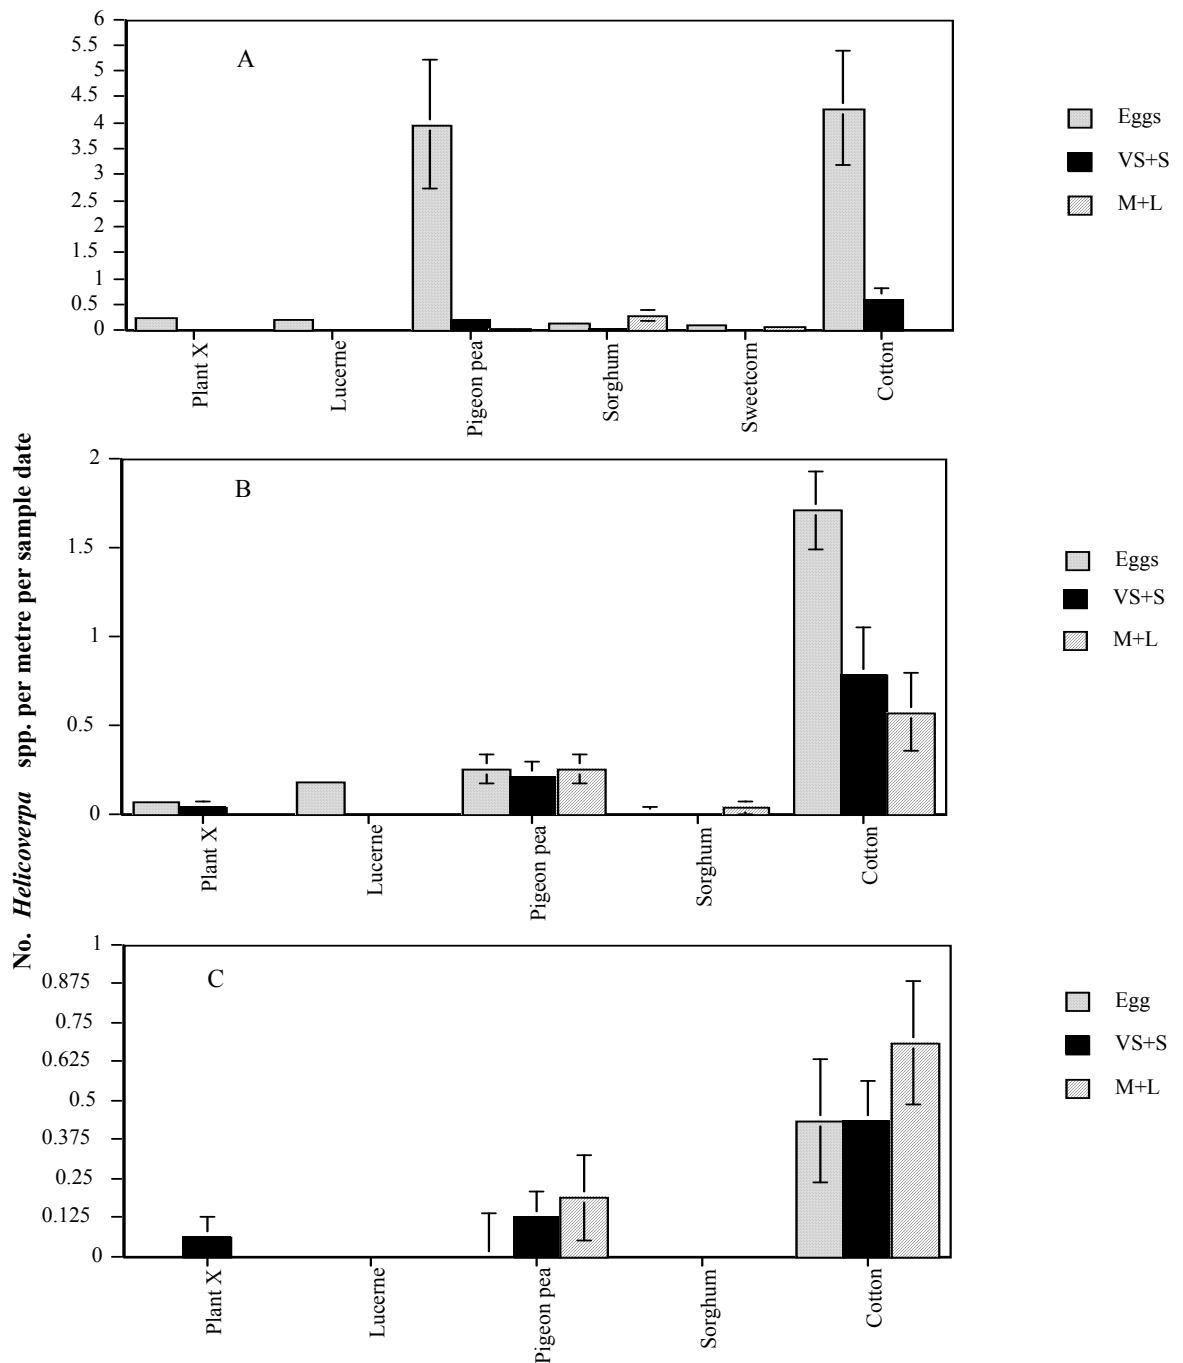 No. Helicoverpa spp. per metre per sample date
A
6
5.5
5
4.5
4
3.5
3
2.5
2
1.5
1
0.5
0
Plant X
Lucerne
Pigeon pea
Sorghum
Sweetcorn
Cotton
Eggs
VS+S
M+L
B
2
1.5
1
0.5
0
Plant X
Lucerne
Pigeon pea
Sorghum
Cotton
Eggs
VS+S
M+L
C
1
0.875
0.75
0.625
0.5
0.375
0.25
0.125
0
Plant X
Lucerne
Pigeon pea
Sorghum
Cotton
Egg
VS+S
M+L